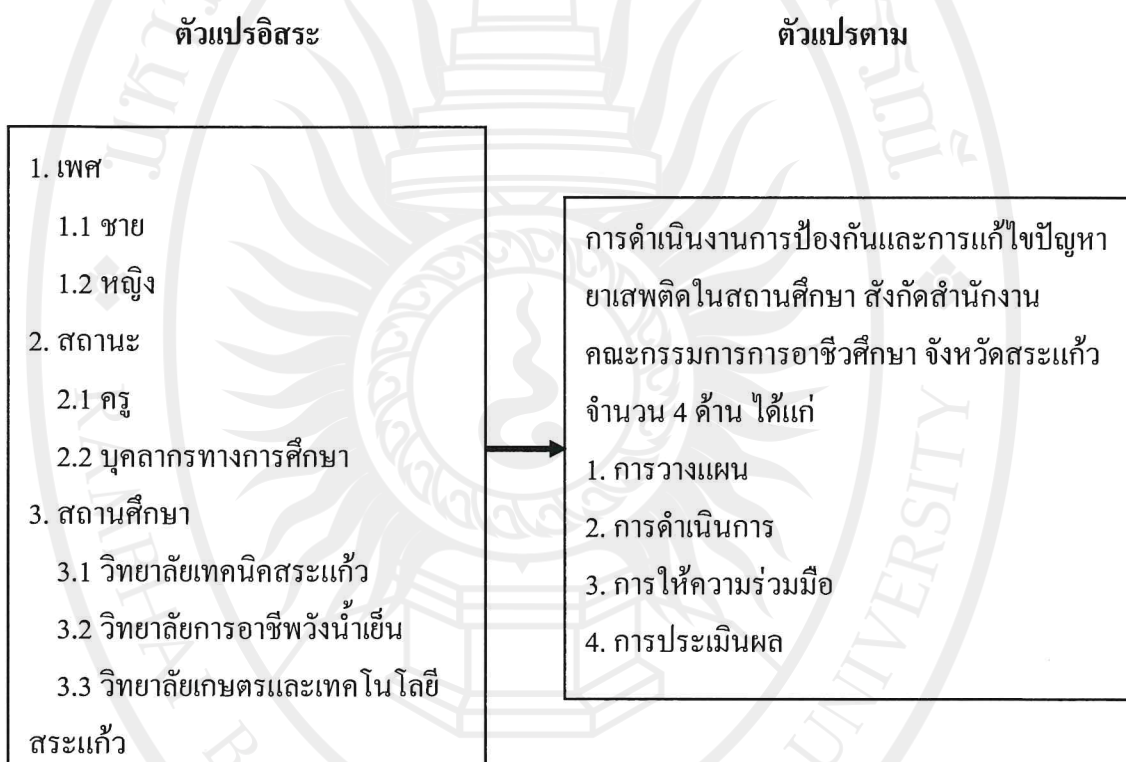 ตัวแปรอิสระ
ตัวแปรตาม
1. เพศ
1.1 ชาย
1.2 หญิง
2. สถานะ
2.1 ครู
2.2 บุคลากรทางการศึกษา
3. สถานศึกษา
3.1 วิทยาลัยเทคนิคสระแก้ว
3.2 วิทยาลัยการอาชีพวังน้ำเย็น
3.3 วิทยาลัยเกษตรและเทคโนโลยี
สระแก้ว
การดำเนินงานการป้องกันและการแก้ไขปัญหา
ยาเสพติดในสถานศึกษา สังกัดสำนักงาน
คณะกรรมการการอาชีวศึกษา จังหวัดสระแก้ว
จำนวน 4 ด้าน ได้แก่
1. การวางแผน
2. การดำเนินการ
3. การให้ความร่วมมือ
4. การประเมินผล
UNIVERSITY